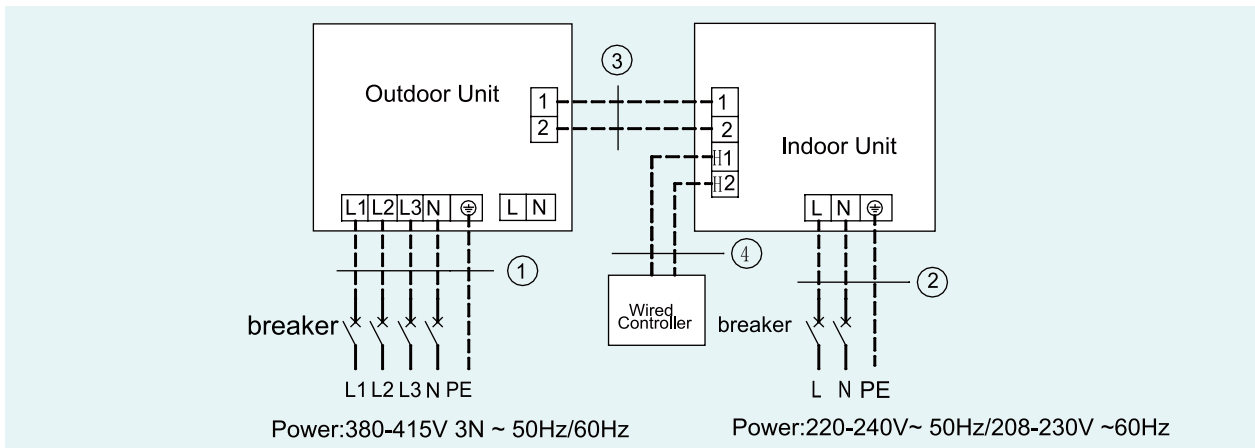 3
Outdoor Unit
1
2
1
2
H1
H2
Indoor Unit
L1 L2 L3 N
L N
L N
1
4
2
Wired
Controller
breaker
breaker
L1 L2 L3 N PE
L N PE
Power:380-415V 3N ~ 50Hz/60Hz
Power:220-240V~ 50Hz/208-230V ~60Hz